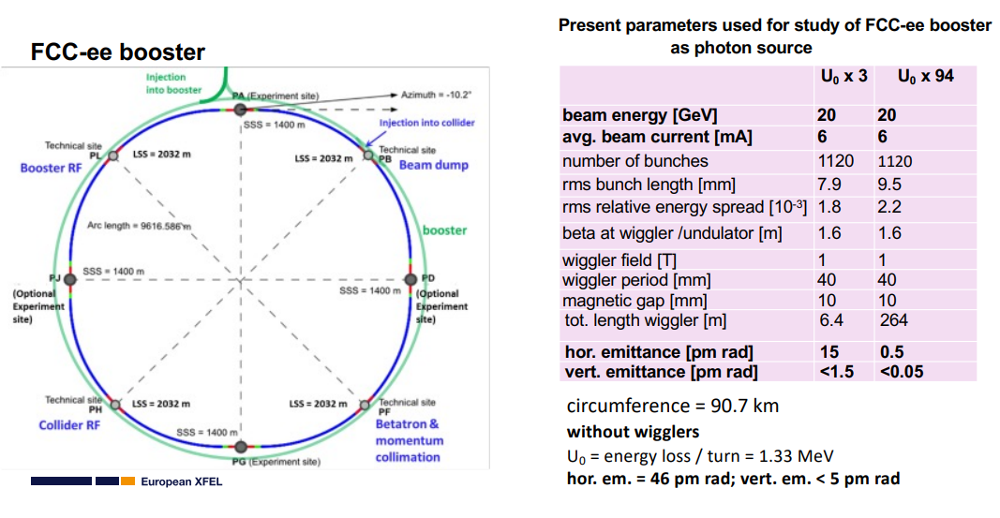 FCC-ee booster
Injection
into booster
PA (Experiment site)
Azimuth = -10.2°
SSS = 1400 m
Injection into collider
Technical site
PL
LSS = 2032 m
Booster RF
LSS = 2032 m
Technical site
PB
Beam dump
Arc length = 9616.586 m
booster
PJ
SSS = 1400 m
(Optional
Experiment
site)
PD
SSS = 1400 m
(Optional
Experiment
site)
Technical site
PH
LSS = 2032 m
Collider RF
LSS = 2032 m
Technical site
PF
Betatron &
momentum
collimation
SSS = 1400 m
PG (Experiment site)
European XFEL
Present parameters used for study of FCC-ee booster
as photon source
U₀ x 3 U₀ x 94
beam energy [GeV] 20 20
avg. beam current [mA] 6 6
number of bunches 1120 1120
rms bunch length [mm] 7.9 9.5
rms relative energy spread [10⁻³] 1.8 2.2
beta at wiggler /undulator [m] 1.6 1.6
wiggler field [T] 1 1
wiggler period [mm] 40 40
magnetic gap [mm] 10 10
tot. length wiggler [m] 6.4 264
hor. emittance [pm rad] 15 0.5
vert. emittance [pm rad] <1.5 <0.05
circumference = 90.7 km
without wigglers
U₀ = energy loss / turn = 1.33 MeV
hor. em. = 46 pm rad; vert. em. < 5 pm rad